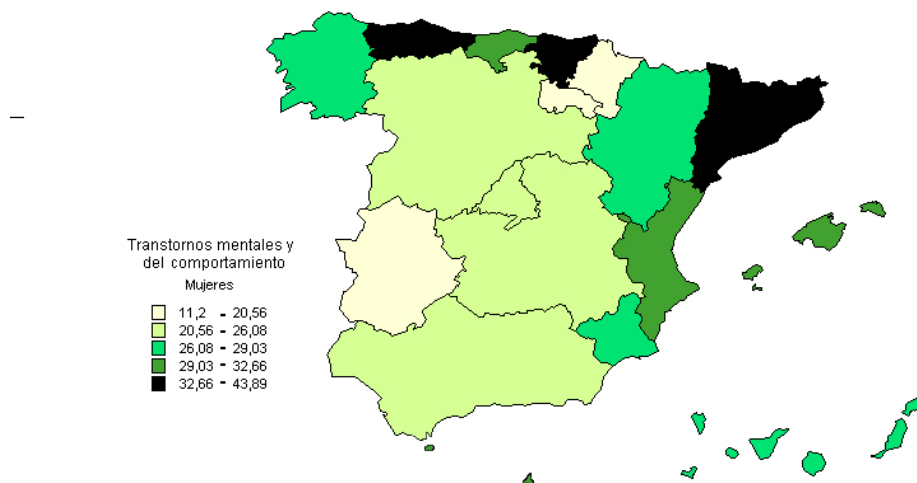 Transtornos mentales y
del comportamiento
Mujeres
11,2 - 20,56
20,56 - 26,08
26,08 - 29,03
29,03 - 32,66
32,66 - 43,89